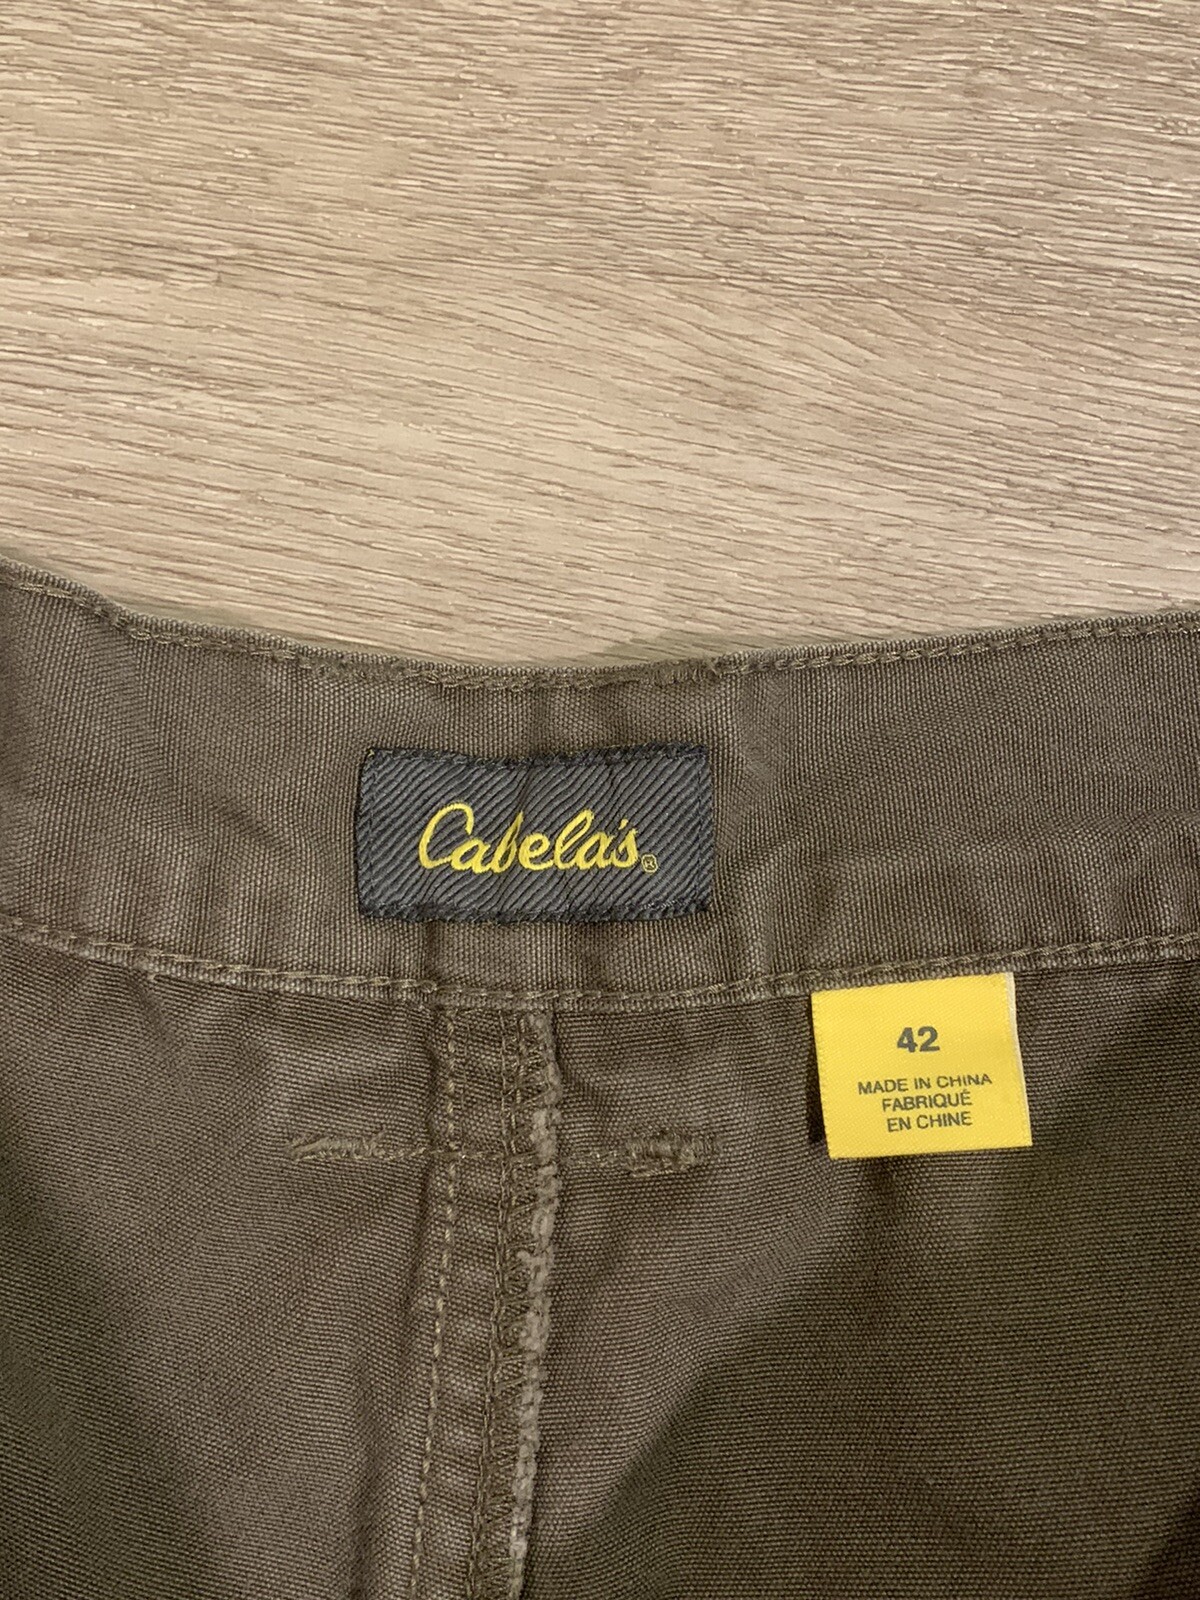 Cabela's®
42
MADE IN CHINA
FABRIQUÉ
EN CHINE